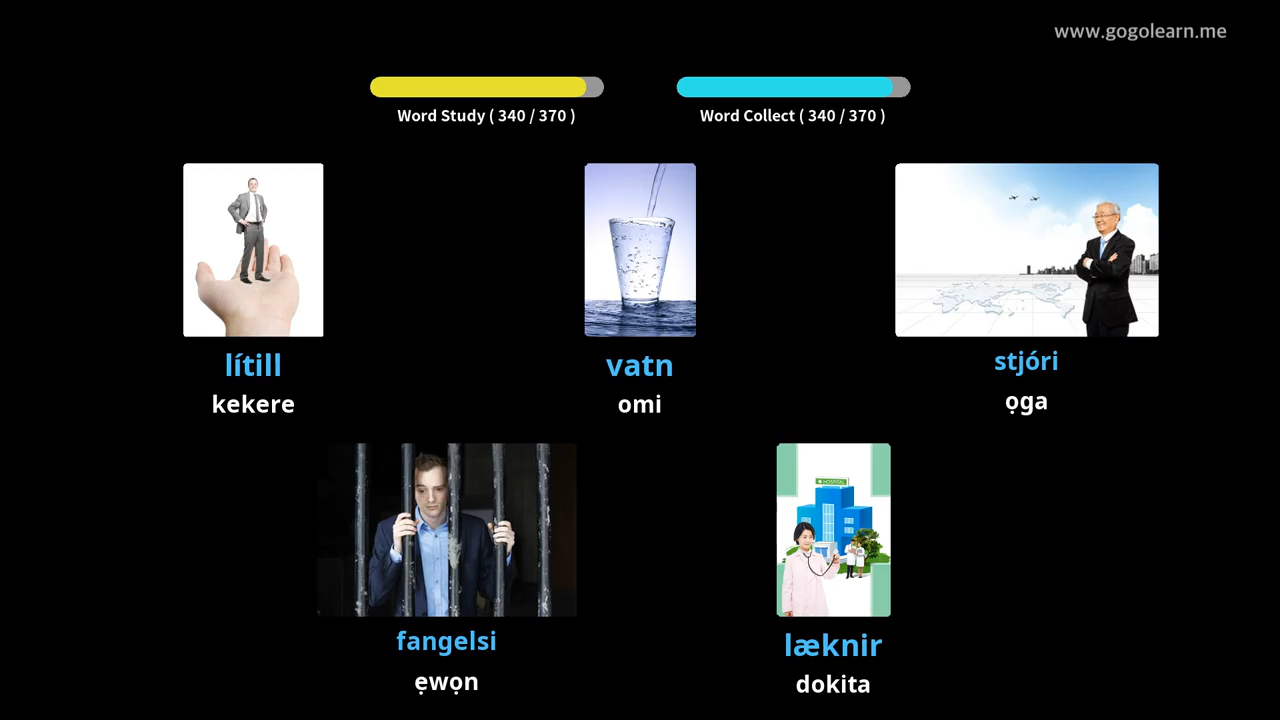 www.gogolearn.me
Word Study ( 340 / 370 )
Word Collect ( 340 / 370 )
lítill
kekere
vatn
omi
stjóri
ọga
HOSPITAL
fangelsi
ẹwọn
læknir
dokita